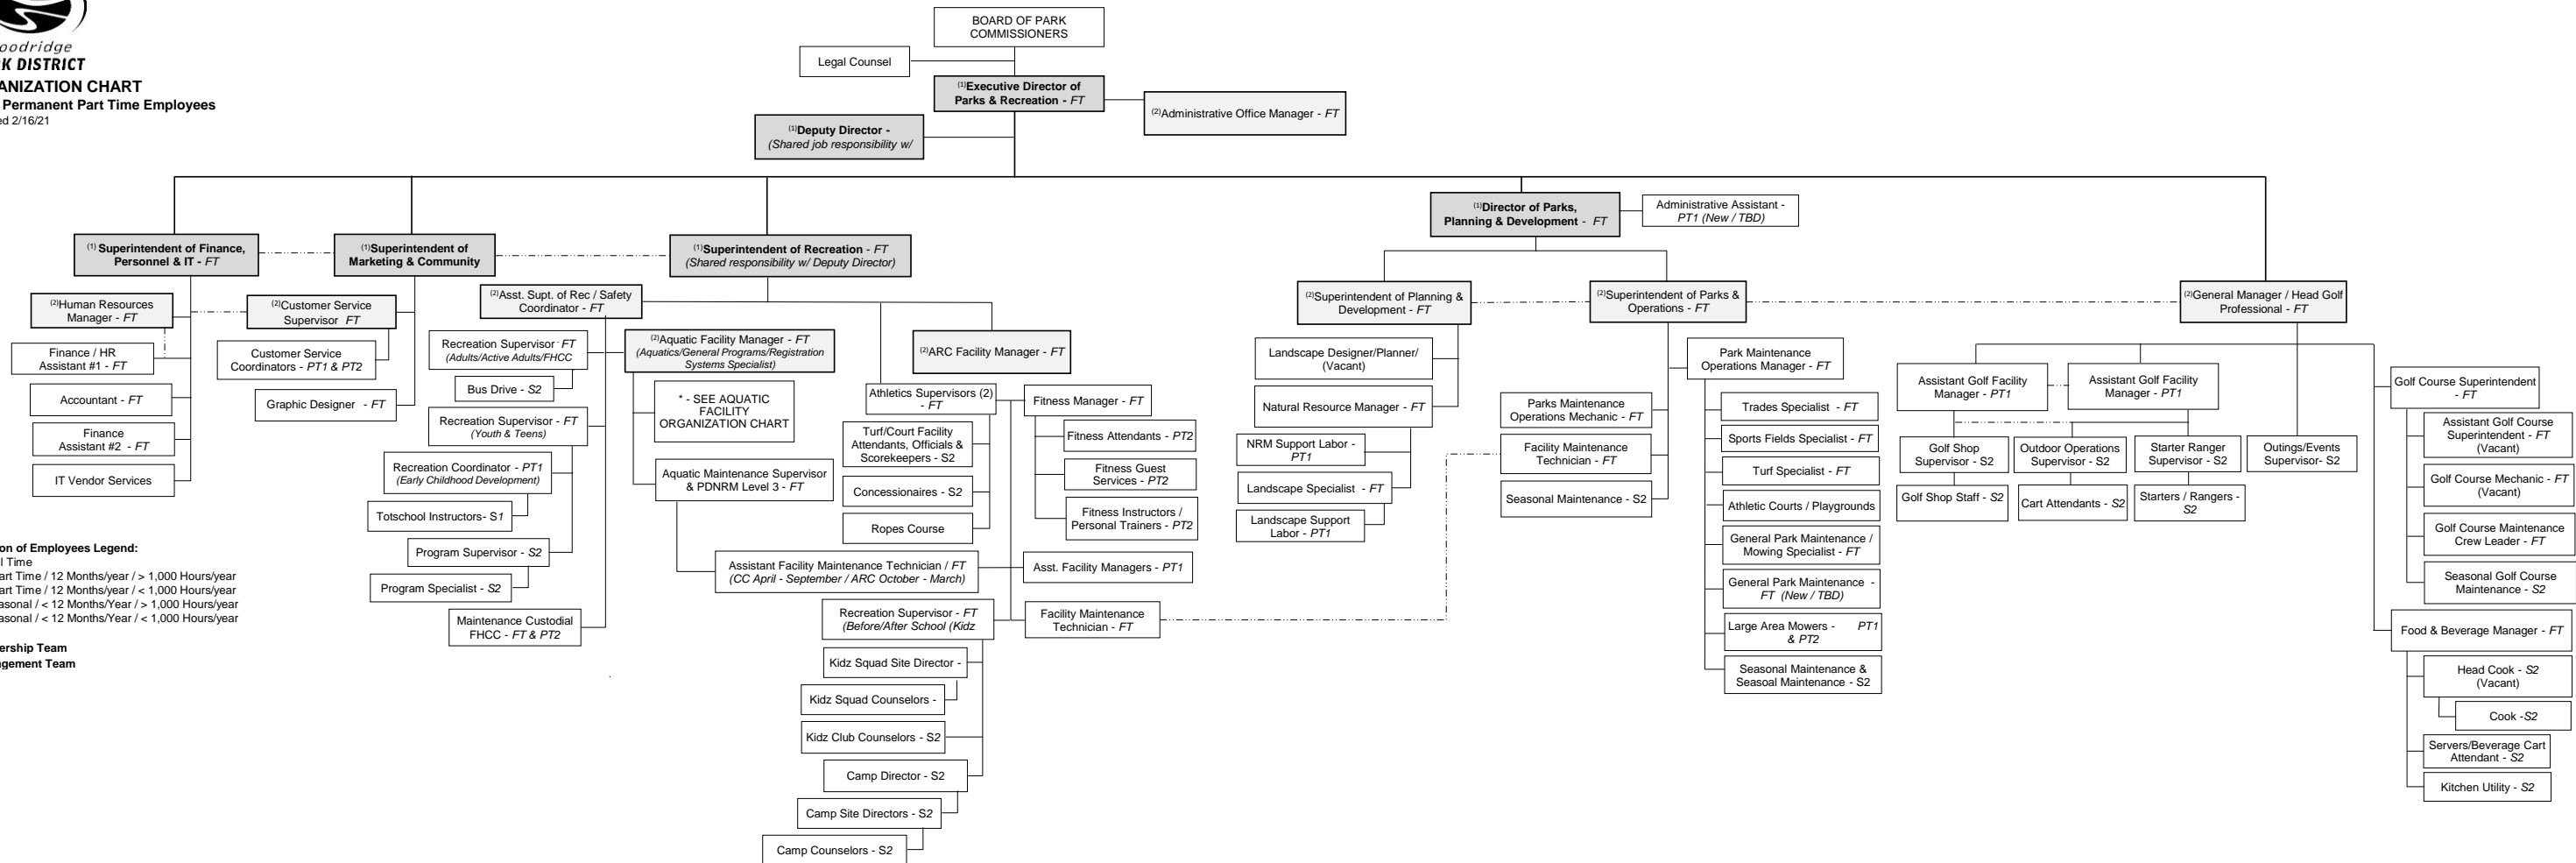 oodridge
K DISTRICT
ANIZATION CHART
Permanent Part Time Employees
ed 2/16/21
BOARD OF PARK
COMMISSIONERS
Legal Counsel
(1)Executive Director of
Parks & Recreation - FT
(2)Administrative Office Manager - FT
(1)Deputy Director -
(Shared job responsibility w/
(1)Director of Parks,
Planning & Development - FT
Administrative Assistant -
PT1 (New / TBD)
(1) Superintendent of Finance,
Personnel & IT - FT
(1)Superintendent of
Marketing & Community
(1)Superintendent of Recreation - FT
(Shared responsibility w/ Deputy Director)
(2)Human Resources
Manager - FT
Finance / HR
Assistant #1 - FT
Accountant - FT
Finance
Assistant #2 - FT
IT Vendor Services
(2)Customer Service
Supervisor FT
Customer Service
Coordinators - PT1 & PT2
Graphic Designer - FT
(2)Asst. Supt. of Rec / Safety
Coordinator - FT
Recreation Supervisor FT
(Adults/Active Adults/FHCC
Bus Drive - S2
Recreation Supervisor - FT
(Youth & Teens)
Recreation Coordinator - PT1
(Early Childhood Development)
Totschool Instructors- S1
Program Supervisor - S2
Program Specialist - S2
Maintenance Custodial
FHCC - FT & PT2
(2)Aquatic Facility Manager - FT
(Aquatics/General Programs/Registration
Systems Specialist)
* - SEE AQUATIC
FACILITY
ORGANIZATION CHART
Aquatic Maintenance Supervisor
& PDNRM Level 3 - FT
Assistant Facility Maintenance Technician / FT
(CC April - September / ARC October - March)
(2)ARC Facility Manager - FT
Athletics Supervisors (2)
- FT
Turf/Court Facility
Attendants, Officials &
Scorekeepers - S2
Concessionaires - S2
Ropes Course
Fitness Manager - FT
Fitness Attendants - PT2
Fitness Guest
Services - PT2
Fitness Instructors /
Personal Trainers - PT2
Asst. Facility Managers - PT1
Recreation Supervisor - FT
(Before/After School (Kidz
Facility Maintenance
Technician - FT
Kidz Squad Site Director -
Kidz Squad Counselors -
Kidz Club Counselors - S2
Camp Director - S2
Camp Site Directors - S2
Camp Counselors - S2
(2)Superintendent of Planning &
Development - FT
Landscape Designer/Planner/
(Vacant)
Natural Resource Manager - FT
NRM Support Labor -
PT1
Landscape Specialist - FT
Landscape Support
Labor - PT1
(2)Superintendent of Parks &
Operations - FT
Parks Maintenance
Operations Mechanic - FT
Facility Maintenance
Technician - FT
Seasonal Maintenance - S2
Park Maintenance
Operations Manager - FT
Trades Specialist - FT
Sports Fields Specialist - FT
Turf Specialist - FT
Athletic Courts / Playgrounds
General Park Maintenance /
Mowing Specialist - FT
General Park Maintenance -
FT (New / TBD)
Large Area Mowers - PT1
& PT2
Seasonal Maintenance &
Seasoal Maintenance - S2
(2)General Manager / Head Golf
Professional - FT
Assistant Golf Facility
Manager - PT1
Assistant Golf Facility
Manager - PT1
Golf Shop
Supervisor - S2
Outdoor Operations
Supervisor - S2
Starter Ranger
Supervisor - S2
Outings/Events
Supervisor- S2
Golf Shop Staff - S2
Cart Attendants - S2
Starters / Rangers -
S2
Golf Course Superintendent
- FT
Assistant Golf Course
Superintendent - FT
(Vacant)
Golf Course Mechanic - FT
(Vacant)
Golf Course Maintenance
Crew Leader - FT
Seasonal Golf Course
Maintenance - S2
Food & Beverage Manager - FT
Head Cook - S2
(Vacant)
Cook -S2
Servers/Beverage Cart
Attendant - S2
Kitchen Utility - S2
on of Employees Legend:
l Time
art Time / 12 Months/year / > 1,000 Hours/year
art Time / 12 Months/year / < 1,000 Hours/year
asonal / < 12 Months/Year / > 1,000 Hours/year
asonal / < 12 Months/Year / < 1,000 Hours/year
ership Team
agement Team